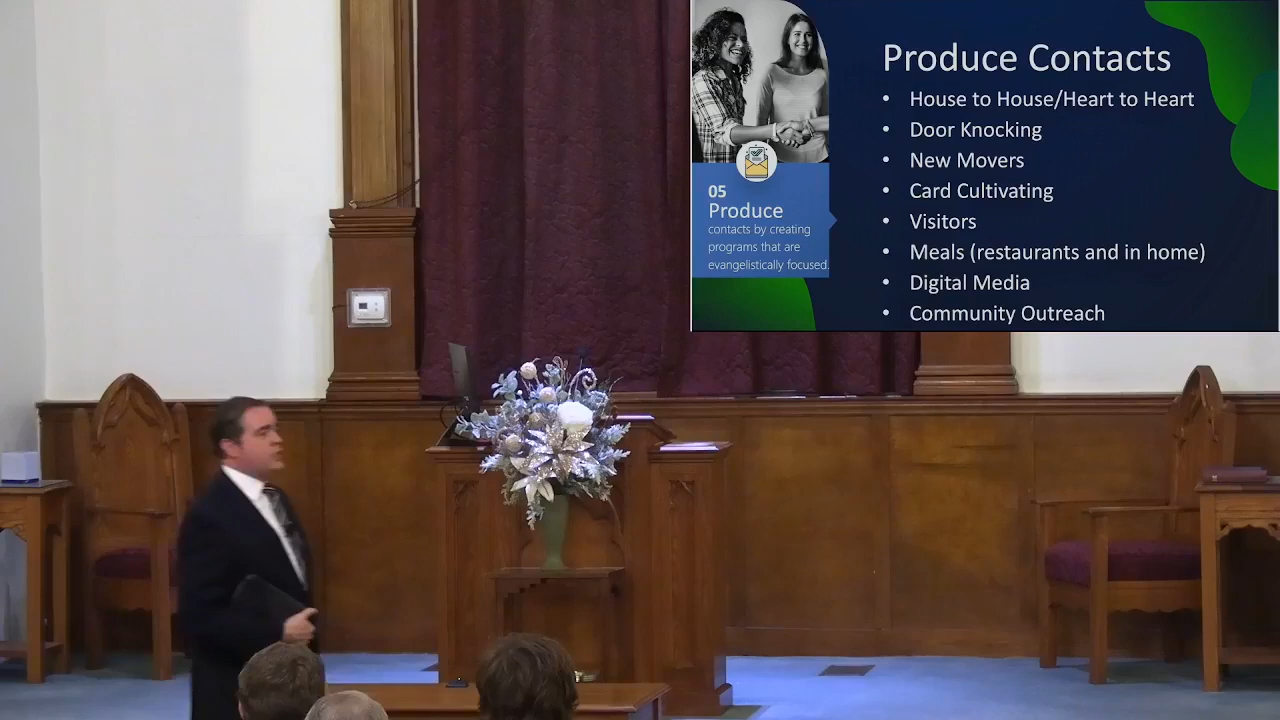 Produce Contacts
• House to House/Heart to Heart
• Door Knocking
• New Movers
• Card Cultivating
• Visitors
• Meals (restaurants and in home)
• Digital Media
• Community Outreach
05
Produce
contacts by creating
programs that are
evangelistically focused.